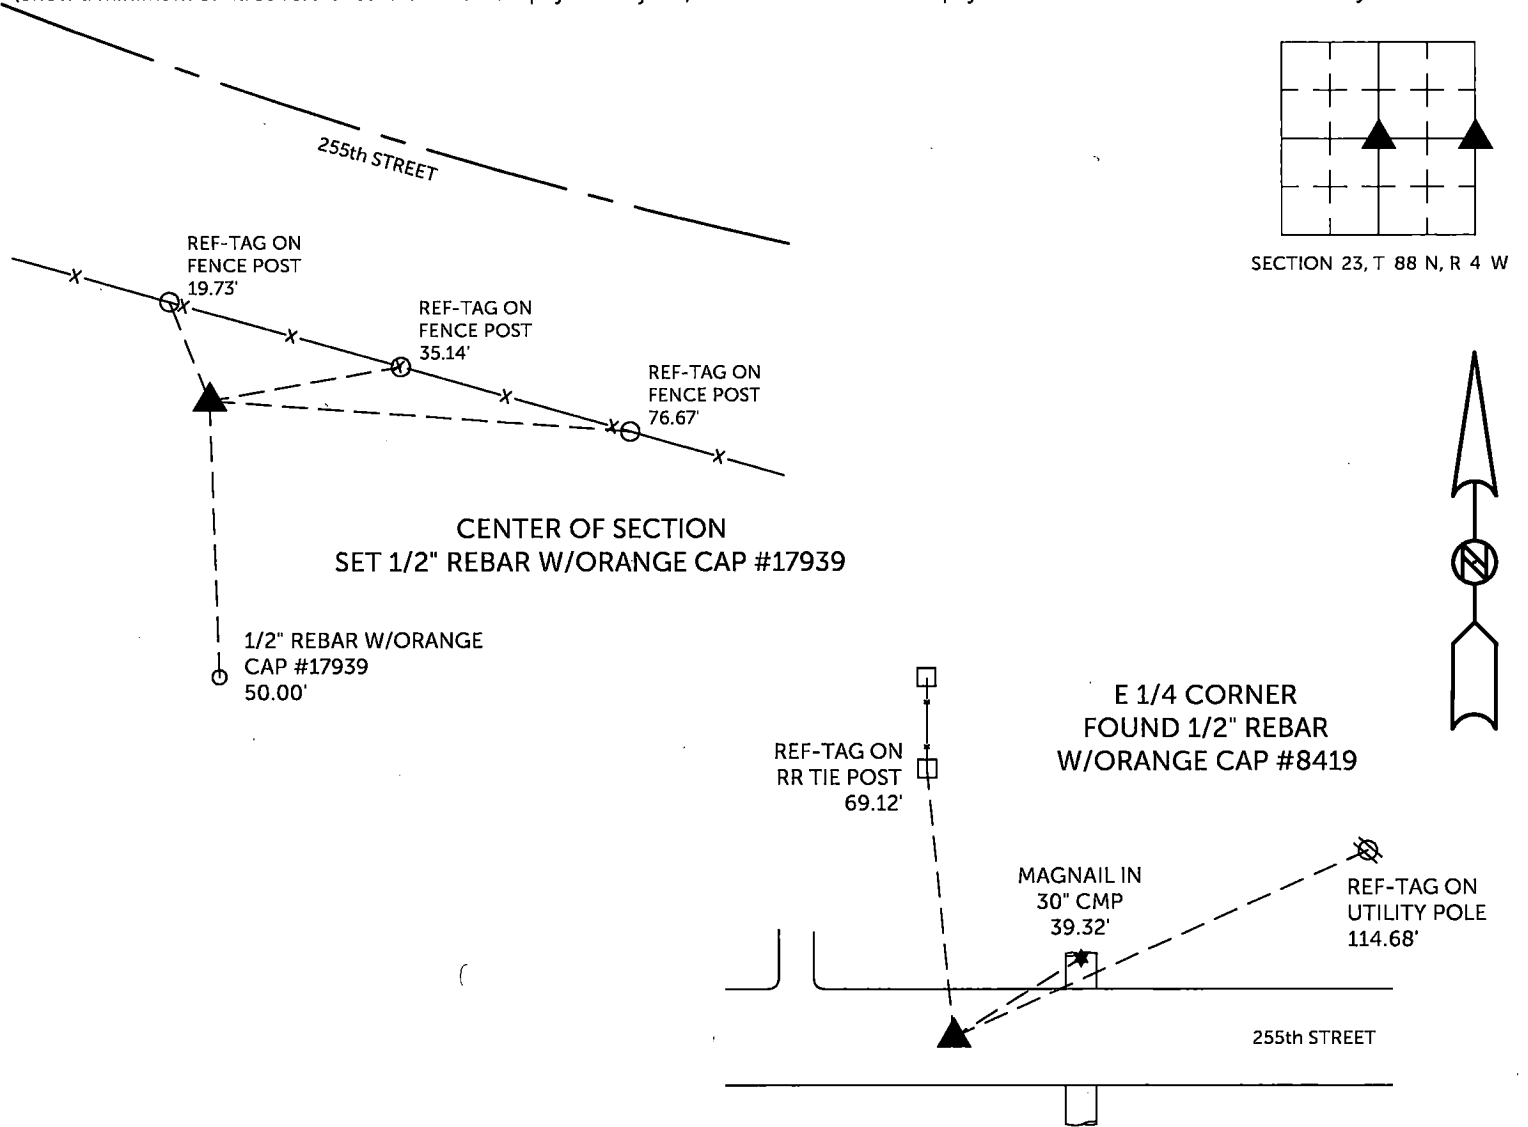 255th STREET
SECTION 23, T 88 N, R 4 W
REF-TAG ON
FENCE POST
19.73'
REF-TAG ON
FENCE POST
35.14'
REF-TAG ON
FENCE POST
76.67'
CENTER OF SECTION
SET 1/2" REBAR W/ORANGE CAP #17939
1/2" REBAR W/ORANGE
CAP #17939
50.00'
N
E 1/4 CORNER
FOUND 1/2" REBAR
W/ORANGE CAP #8419
REF-TAG ON
RR TIE POST
69.12'
MAGNAIL IN
30" CMP
39.32'
REF-TAG ON
UTILITY POLE
114.68'
255th STREET